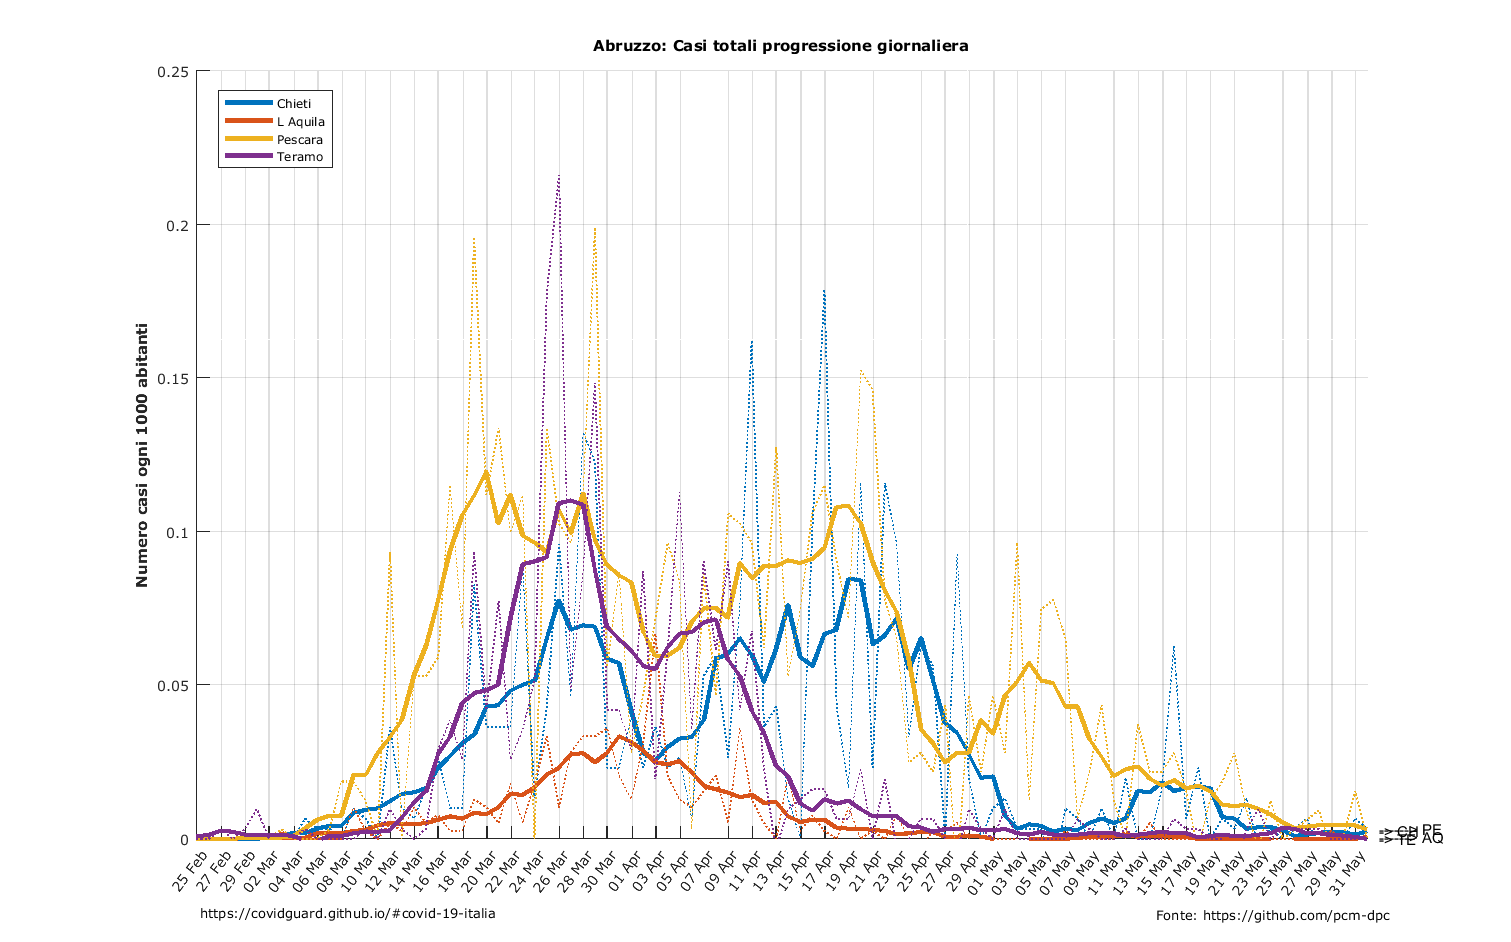 Abruzzo: Casi totali progressione giornaliera
0.25
0.2
0.15
0.1
0.05
0
Numero casi ogni 1000 abitanti
Chieti
L Aquila
Pescara
Teramo
25 Feb
27 Feb
29 Feb
02 Mar
04 Mar
06 Mar
08 Mar
10 Mar
12 Mar
14 Mar
16 Mar
18 Mar
20 Mar
22 Mar
24 Mar
26 Mar
28 Mar
30 Mar
01 Apr
03 Apr
05 Apr
07 Apr
09 Apr
11 Apr
13 Apr
15 Apr
17 Apr
19 Apr
21 Apr
23 Apr
25 Apr
27 Apr
29 Apr
01 May
03 May
05 May
07 May
09 May
11 May
13 May
15 May
17 May
19 May
21 May
23 May
25 May
27 May
29 May
31 May
PE
CH
AQ
TE
https://covidguard.github.io/#covid-19-italia
Fonte: https://github.com/pcm-dpc